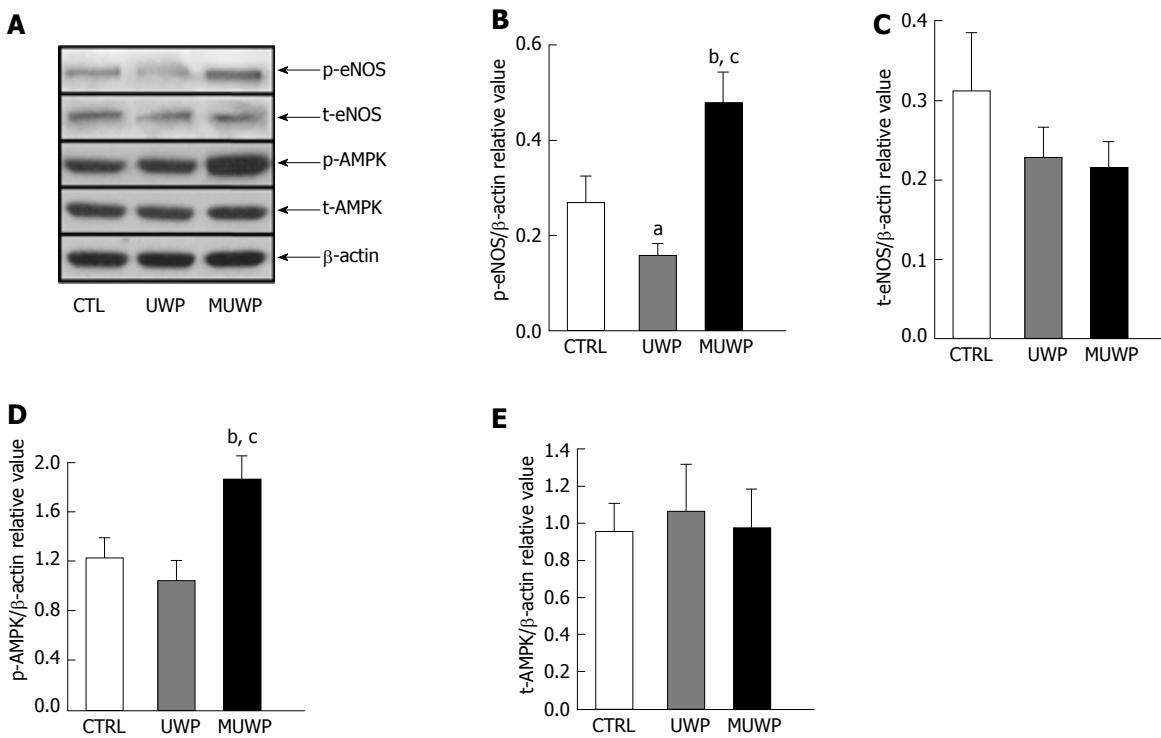 A
p-eNOS
t-eNOS
p-AMPK
t-AMPK
β-actin
CTL UWP MUWP
B
p-eNOS/β-actin relative value
0.6
0.4
0.2
0.0
a
b, c
CTRL UWP MUWP
C
t-eNOS/β-actin relative value
0.4
0.3
0.2
0.1
0.0
CTRL UWP MUWP
D
p-AMPK/β-actin relative value
2.0
1.6
1.2
0.8
0.4
0.0
b, c
CTRL UWP MUWP
E
t-AMPK/β-actin relative value
1.4
1.2
1.0
0.8
0.6
0.4
0.2
0.0
CTRL UWP MUWP